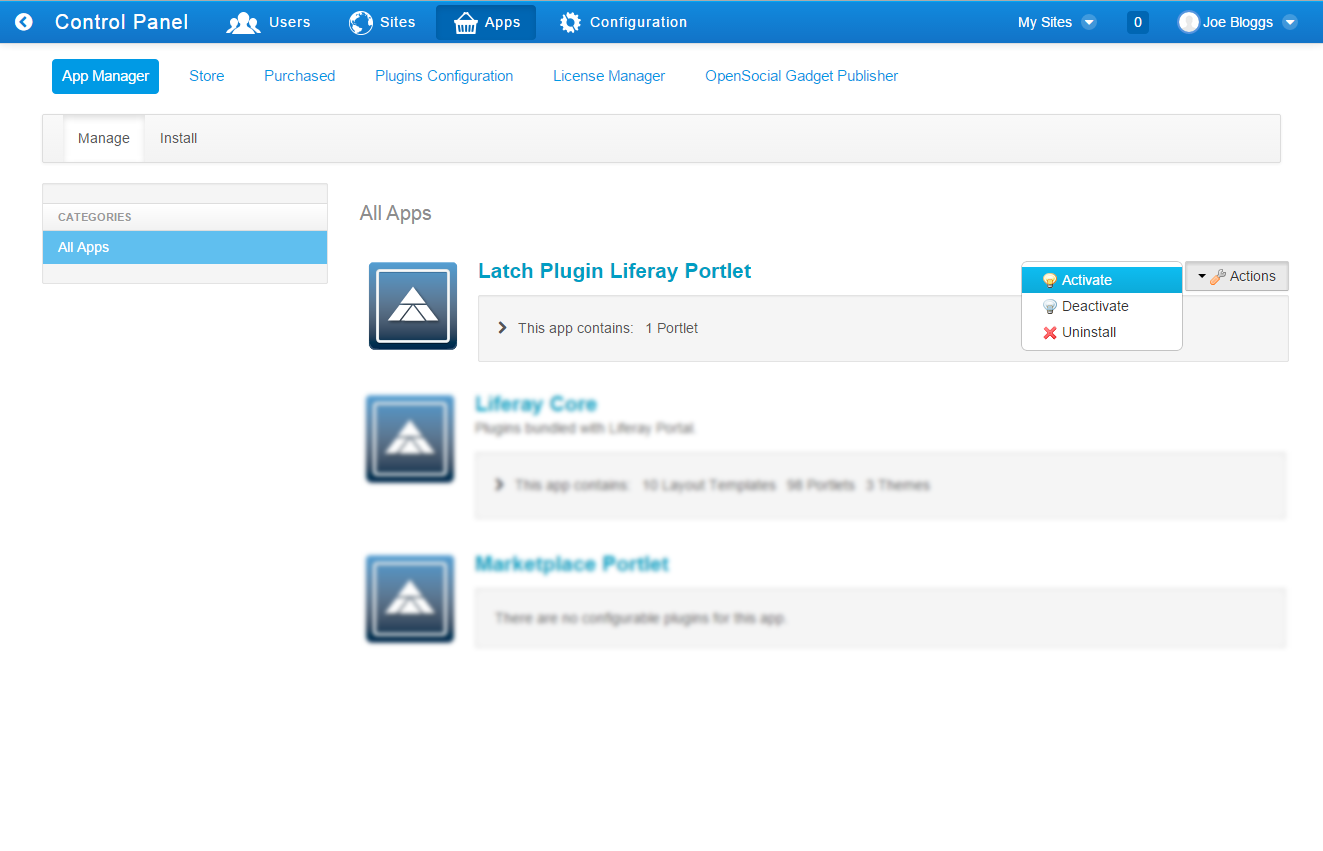 Control Panel Users Sites Apps Configuration My Sites 0 Joe Bloggs
App Manager Store Purchased Plugins Configuration License Manager OpenSocial Gadget Publisher
Manage Install
CATEGORIES
All Apps
All Apps
Latch Plugin Liferay Portlet
Actions
Activate
Deactivate
Uninstall
This app contains: 1 Portlet
Liferay Core
Plugins bundled with Liferay Portal.
This app contains: 10 Layout Templates 98 Portlets 3 Themes
Marketplace Portlet
There are no configurable plugins for this app.